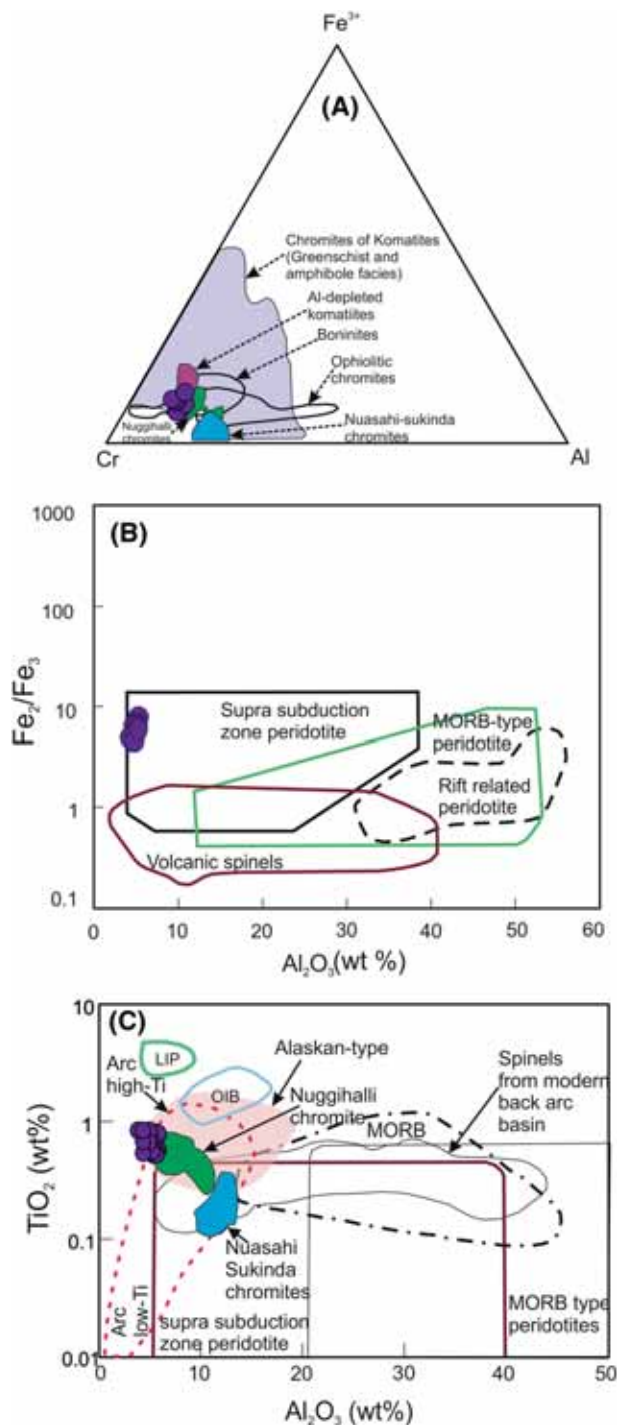 Fe3+
(A)
Chromites of Komatites
(Greenschist and
amphibole facies)
Al-depleted
komatiites
Boninites
Ophiolitic
chromites
Nuggihalli
chromites
Nuasahi-sukinda
chromites
Cr
Al
(B)
1000
100
10
1
0.1
Fe2/Fe3
Supra subduction
zone peridotite
MORB-type
peridotite
Rift related
peridotite
Volcanic spinels
0 10 20 30 40 50 60
Al2O3(wt %)
(C)
10
1
0.1
0.01
TiO2 (wt%)
LIP
Arc
high-Ti
OIB
Alaskan-type
Nuggihalli
chromite
MORB
Spinels
from modern
back arc
basin
Nuasahi
Sukinda
chromites
Arc
low-Ti
supra subduction
zone peridotite
MORB type
peridotites
0 10 20 30 40 50
Al2O3 (wt%)